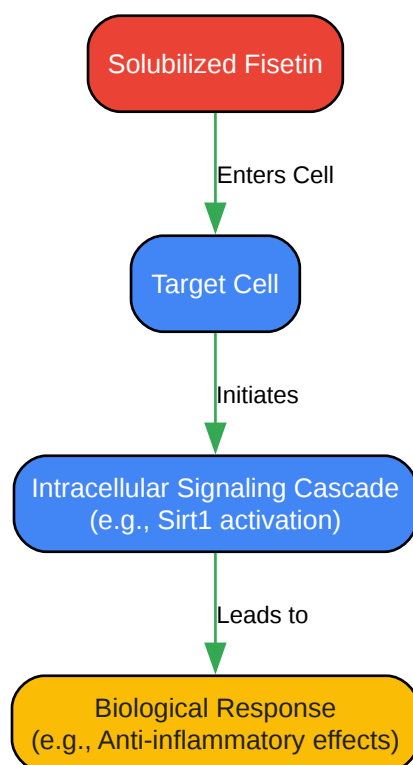 Solubilized Fisetin
Enters Cell
Target Cell
Initiates
Intracellular Signaling Cascade
(e.g., Sirt1 activation)
Leads to
Biological Response
(e.g., Anti-inflammatory effects)